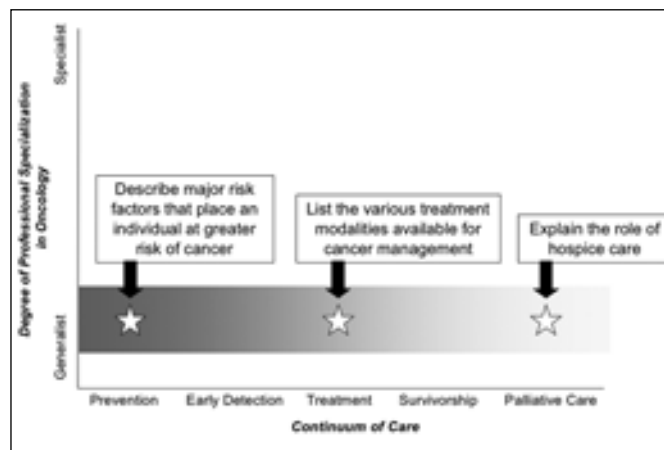 Specialist
Degree of Professional Specialization
in Oncology
Generalist
Describe major risk
factors that place an
individual at greater
risk of cancer
List the various treatment
modalities available for
cancer management
Explain the role of
hospice care
Prevention
Early Detection
Treatment
Survivorship
Palliative Care
Continuum of Care